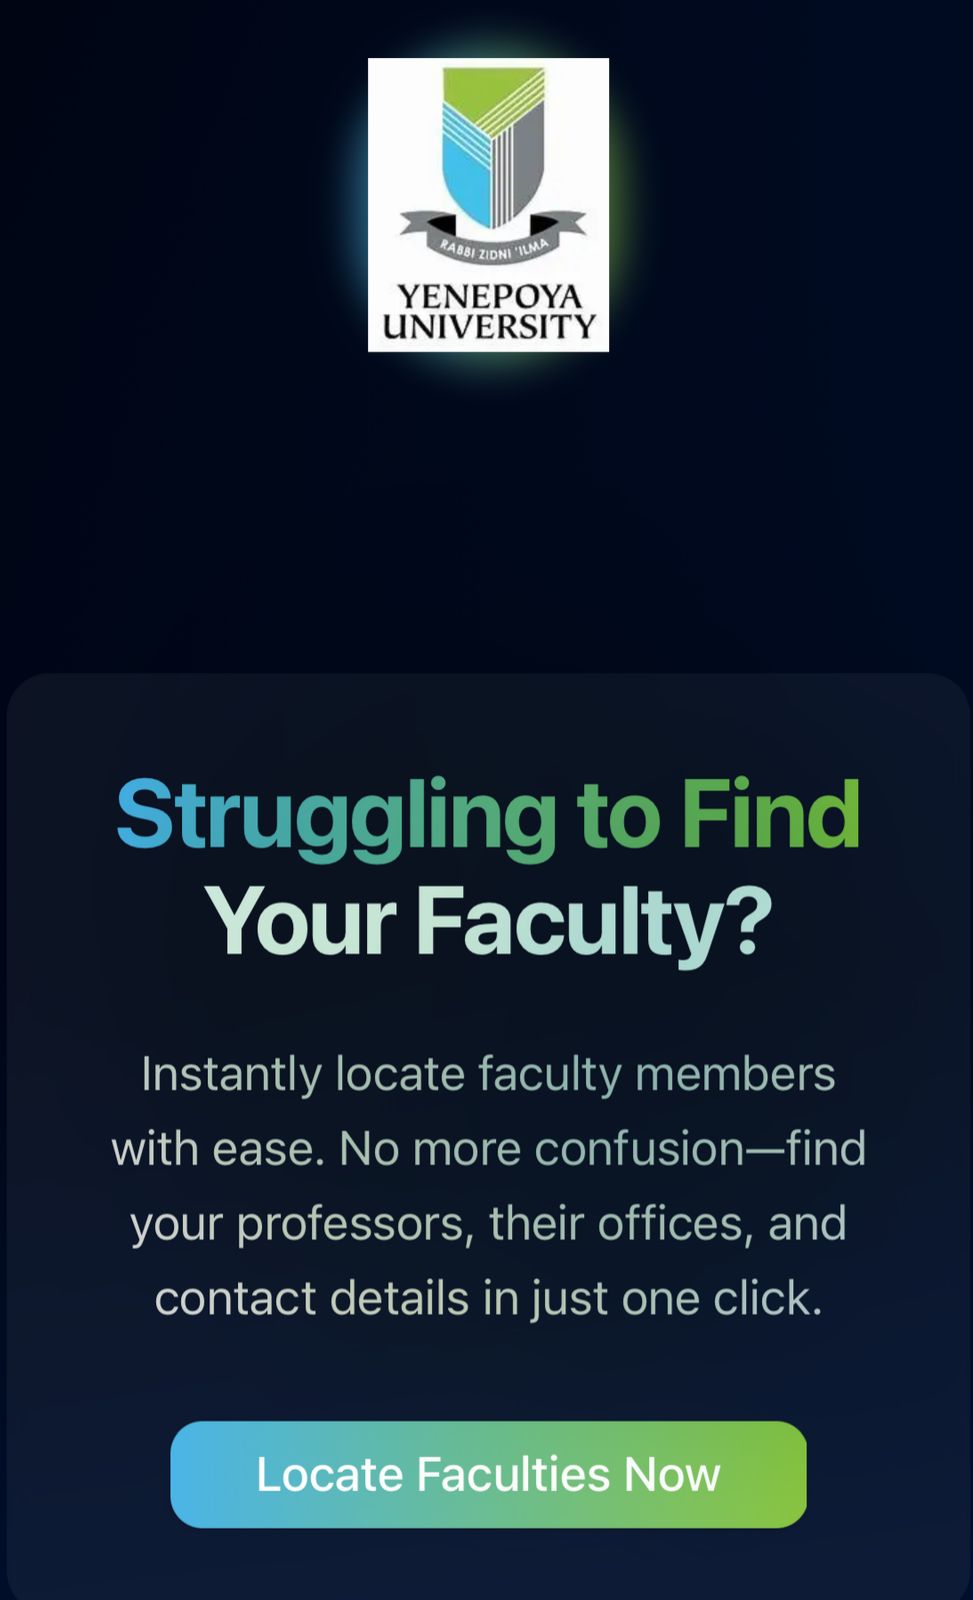 RABBI ZIDNI 'ILMA
YENEPOYA
UNIVERSITY
Struggling to Find
Your Faculty?
Instantly locate faculty members
with ease. No more confusion—find
your professors, their offices, and
contact details in just one click.
Locate Faculties Now